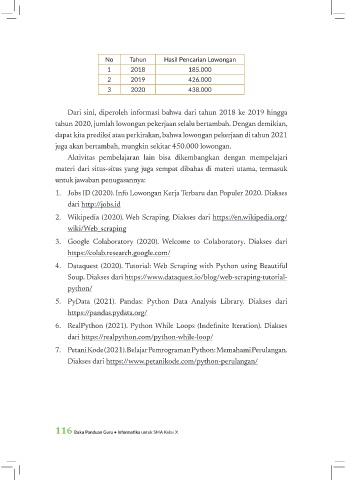 No Tahun Hasil Pencarian Lowongan
1 2018 185.000
2 2019 426.000
3 2020 438.000
Dari sini, diperoleh informasi bahwa dari tahun 2018 ke 2019 hingga
tahun 2020, jumlah lowongan pekerjaan selalu bertambah. Dengan demikian,
dapat kita prediksi atau perkirakan, bahwa lowongan pekerjaan di tahun 2021
juga akan bertambah, mungkin sekitar 450.000 lowongan.
Aktivitas pembelajaran lain bisa dikembangkan dengan mempelajari
materi dari situs-situs yang juga sempat dibahas di materi utama, termasuk
untuk jawaban penugasannya:
1. Jobs ID (2020). Info Lowongan Kerja Terbaru dan Populer 2020. Diakses
dari http://jobs.id
2. Wikipedia (2020). Web Scraping. Diakses dari https://en.wikipedia.org/
wiki/Web_scraping
3. Google Colaboratory (2020). Welcome to Colaboratory. Diakses dari
https://colab.research.google.com/
4. Dataquest (2020). Tutorial: Web Scraping with Python using Beautiful
Soup. Diakses dari https://www.dataquest.io/blog/web-scraping-tutorial-
python/
5. PyData (2021). Pandas: Python Data Analysis Library. Diakses dari
https://pandas.pydata.org/
6. RealPython (2021). Python While Loops (Indefinite Iteration). Diakses
dari https://realpython.com/python-while-loop/
7. Petani Kode (2021). Belajar Pemrograman Python: Memahami Perulangan.
Diakses dari https://www.petanikode.com/python-perulangan/
116 Buku Panduan Guru • Informatika untuk SMA Kelas X